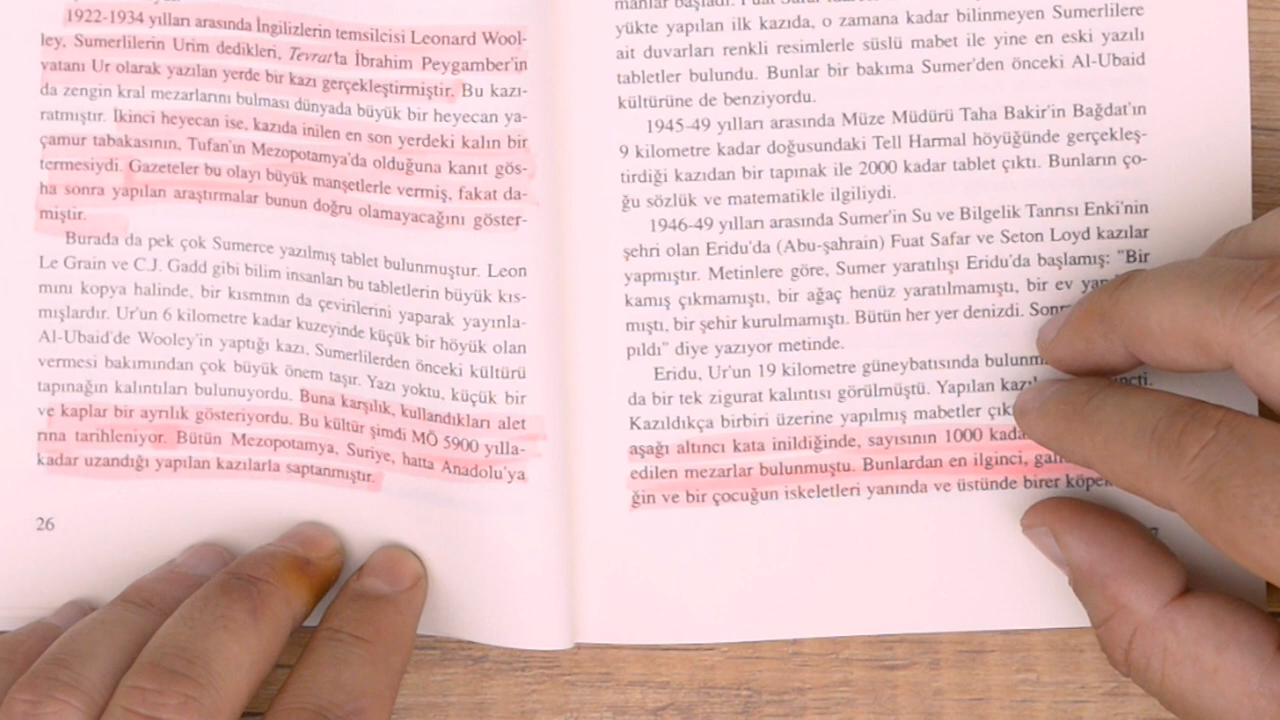 1922-1934 yılları arasında İngilizlerin temsilcisi Leonard Wool-
ley, Sumerlilerin Urim dedikleri, Tevrat'ta İbrahim Peygamber'in
vatanı Ur olarak yazılan yerde bir kazı gerçekleştirmiştir. Bu kazı-
da zengin kral mezarlarını bulması dünyada büyük bir heyecan ya-
ratmıştır. İkinci heyecan ise, kazıda inilen en son yerdeki kalın bir
çamur tabakasının, Tufan'ın Mezopotamya'da olduğuna kanıt gös-
termesiydi. Gazeteler bu olayı büyük manşetlerle vermiş, fakat da-
ha sonra yapılan araştırmalar bunun doğru olamayacağını göster-
miştir.
Burada da pek çok Sumerce yazılmış tablet bulunmuştur. Leon
Le Grain ve C.J. Gadd gibi bilim insanları bu tabletlerin büyük kıs-
mını kopya halinde, bir kısmının da çevirilerini yaparak yayınla-
mışlardır. Ur'un 6 kilometre kadar kuzeyinde küçük bir höyük olan
Al-Ubaid'de Wooley'in yaptığı kazı, Sumerlilerden önceki kültürü
vermesi bakımından çok büyük önem taşır. Yazı yoktu, küçük bir
tapınağın kalıntıları bulunuyordu. Buna karşılık, kullandıkları alet
ve kaplar bir ayrılık gösteriyordu. Bu kültür şimdi MÖ 5900 yılla-
rına tarihleniyor. Bütün Mezopotamya, Suriye, hatta Anadolu'ya
kadar uzandığı yapılan kazılarla saptanmıştır.
26
manlar başladı. Fuat Safar
yükte yapılan ilk kazıda, o zamana kadar bilinmeyen Sumerlilere
ait duvarları renkli resimlerle süslü mabet ile yine en eski yazılı
tabletler bulundu. Bunlar bir bakıma Sumer'den önceki Al-Ubaid
kültürüne de benziyordu.
1945-49 yılları arasında Müze Müdürü Taha Bakir'in Bağdat'ın
9 kilometre kadar doğusundaki Tell Harmal höyüğünde gerçekleş-
tirdiği kazıdan bir tapınak ile 2000 kadar tablet çıktı. Bunların ço-
ğu sözlük ve matematikle ilgiliydi.
1946-49 yılları arasında Sumer'in Su ve Bilgelik Tanrısı Enki'nin
şehri olan Eridu'da (Abu-şahrain) Fuat Safar ve Seton Loyd kazılar
yapmıştır. Metinlere göre, Sumer yaratılışı Eridu'da başlamış: "Bir
kamış çıkmamıştı, bir ağaç henüz yaratılmamıştı, bir ev
mıştı, bir şehir kurulmamıştı. Bütün her yer denizdi.
pıldı" diye yazıyor metinde.
Eridu, Ur'un 19 kilometre güneybatısında
da bir tek zigurat kalıntısı görülmüştü. Yapılan
Kazıldıkça birbiri üzerine yapılmış mabetler
aşağı altıncı kata inildiğinde, sayısının 1000
edilen mezarlar bulunmuştu. Bunlardan en ilginci,
ğin ve bir çocuğun iskeletleri yanında ve üstünde birer